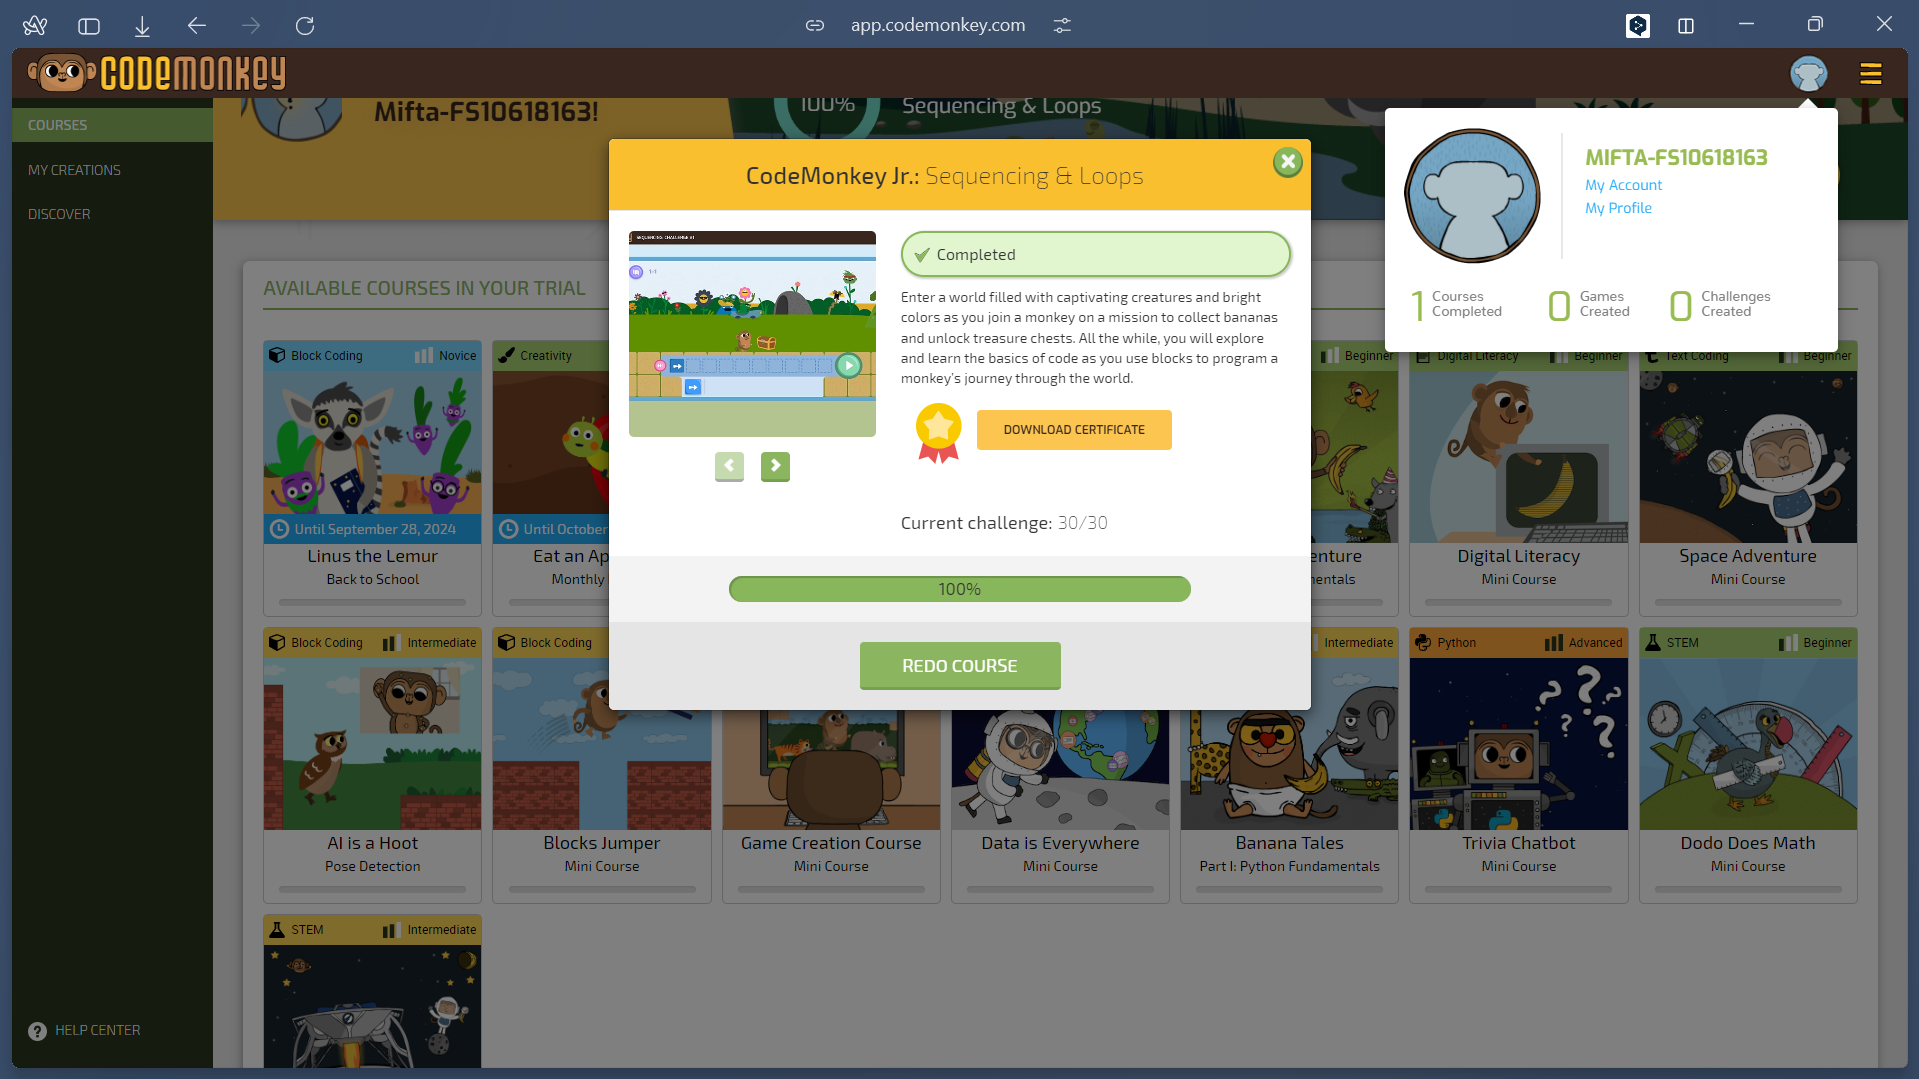 app.codemonkey.com
CODEMONKEY
COURSES
MY CREATIONS
DISCOVER
HELP CENTER
Mifta-FS10618163!
100%
Sequencing & Loops
MIFTA-FS10618163
My Account
My Profile
1 Courses Completed
0 Games Created
0 Challenges Created
CodeMonkey Jr.: Sequencing & Loops
SEQUENCING CHALLENGE #1
1-1
Completed
Enter a world filled with captivating creatures and bright
colors as you join a monkey on a mission to collect bananas
and unlock treasure chests. All the while, you will explore
and learn the basics of code as you use blocks to program a
monkey's journey through the world.
DOWNLOAD CERTIFICATE
Current challenge: 30/30
100%
REDO COURSE
AVAILABLE COURSES IN YOUR TRIAL
Block Coding Novice
Until September 28, 2024
Linus the Lemur
Back to School
Creativity
Until October
Eat an Ap
Monthly
Beginner
enture
mentals
Digital Literacy Beginner
Digital Literacy
Mini Course
Text Coding Beginner
Space Adventure
Mini Course
Block Coding Intermediate
AI is a Hoot
Pose Detection
Block Coding
Blocks Jumper
Mini Course
Game Creation Course
Mini Course
Data is Everywhere
Mini Course
Intermediate
Banana Tales
Part I: Python Fundamentals
Python Advanced
Trivia Chatbot
Mini Course
STEM Beginner
Dodo Does Math
Mini Course
STEM Intermediate